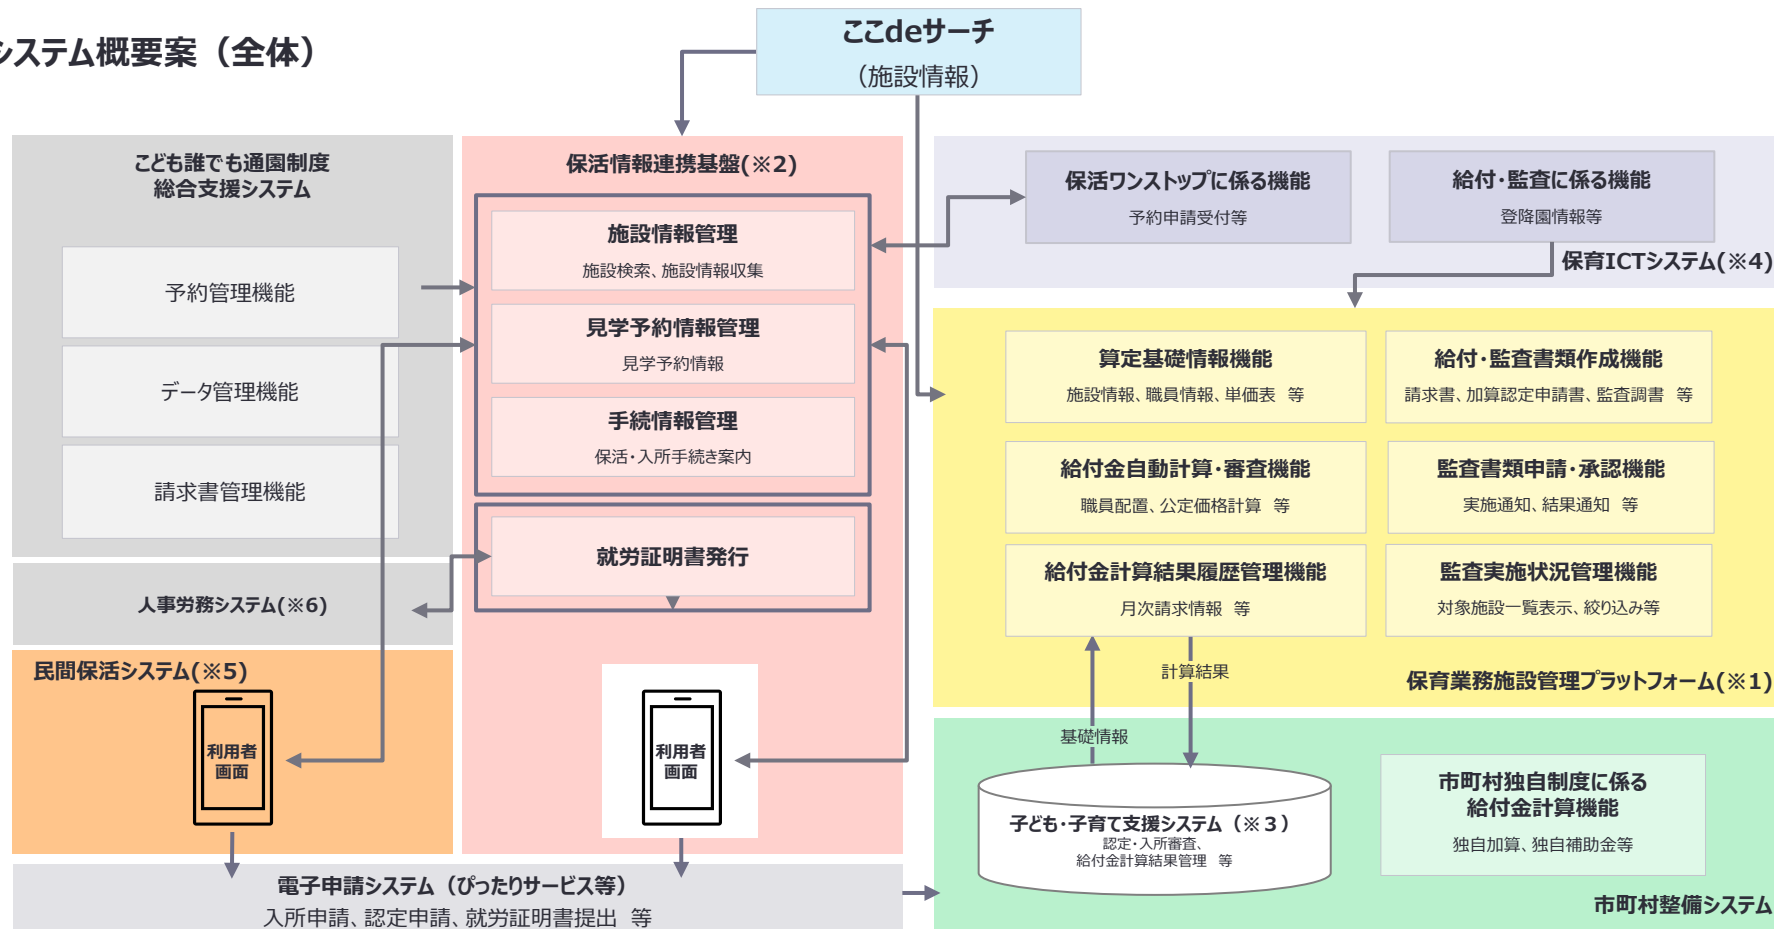 システム概要案（全体）
ここdeサーチ
（施設情報）
こども誰でも通園制度
総合支援システム
予約管理機能
データ管理機能
請求書管理機能
人事労務システム(※6)
民間保活システム(※5)
利用者
画面
保活情報連携基盤(※2)
施設情報管理
施設検索、施設情報収集
見学予約情報管理
見学予約情報
手続情報管理
保活・入所手続き案内
就労証明書発行
利用者
画面
電子申請システム（ぴったりサービス等）
入所申請、認定申請、就労証明書提出 等
保活ワンストップに係る機能
予約申請受付等
給付・監査に係る機能
登降園情報等
保育ICTシステム(※4)
算定基礎情報機能
施設情報、職員情報、単価表 等
給付・監査書類作成機能
請求書、加算認定申請書、監査調書 等
給付金自動計算・審査機能
職員配置、公定価格計算 等
監査書類申請・承認機能
実施通知、結果通知 等
給付金計算結果履歴管理機能
月次請求情報 等
監査実施状況管理機能
対象施設一覧表示、絞り込み等
計算結果
保育業務施設管理プラットフォーム(※1)
基礎情報
子ども・子育て支援システム（※３）
認定・入所審査、
給付金計算結果管理 等
市町村独自制度に係る
給付金計算機能
独自加算、独自補助金等
市町村整備システム